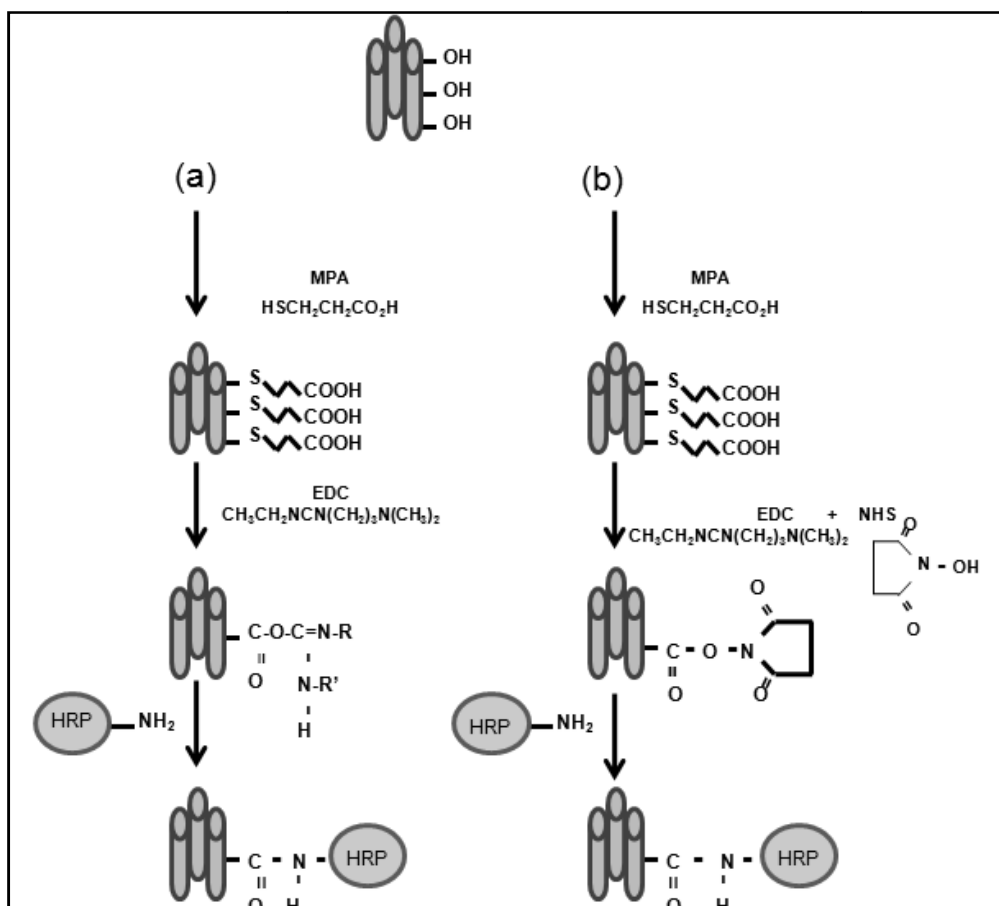 OH
OH
OH
(a) (b)
MPA MPA
HSCH₂CH₂CO₂H HSCH₂CH₂CO₂H
S COOH S COOH
S COOH S COOH
S COOH S COOH
EDC EDC + NHS
CH₃CH₂NCN(CH₂)₃N(CH₃)₂ CH₃CH₂NCN(CH₂)₃N(CH₃)₂
O
N OH
O
O
C-O-C=N-R
C O N
O N-R'
O O
H
HRP NH₂ HRP NH₂
C N HRP C N HRP
O H O H